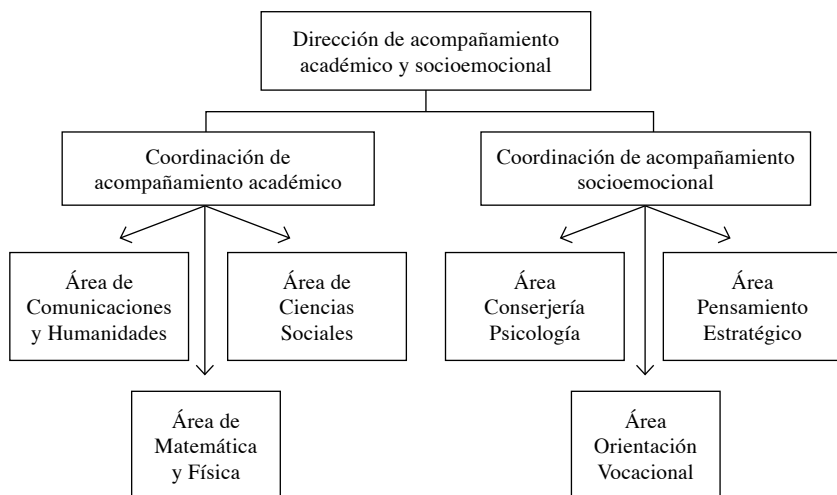 Dirección de acompañamiento
académico y socioemocional
Coordinación de
acompañamiento académico
Coordinación de acompañamiento
socioemocional
Área de
Comunicaciones
y Humanidades
Área de
Ciencias
Sociales
Área
Conserjería
Psicología
Área
Pensamiento
Estratégico
Área de
Matemática
y Física
Área
Orientación
Vocacional